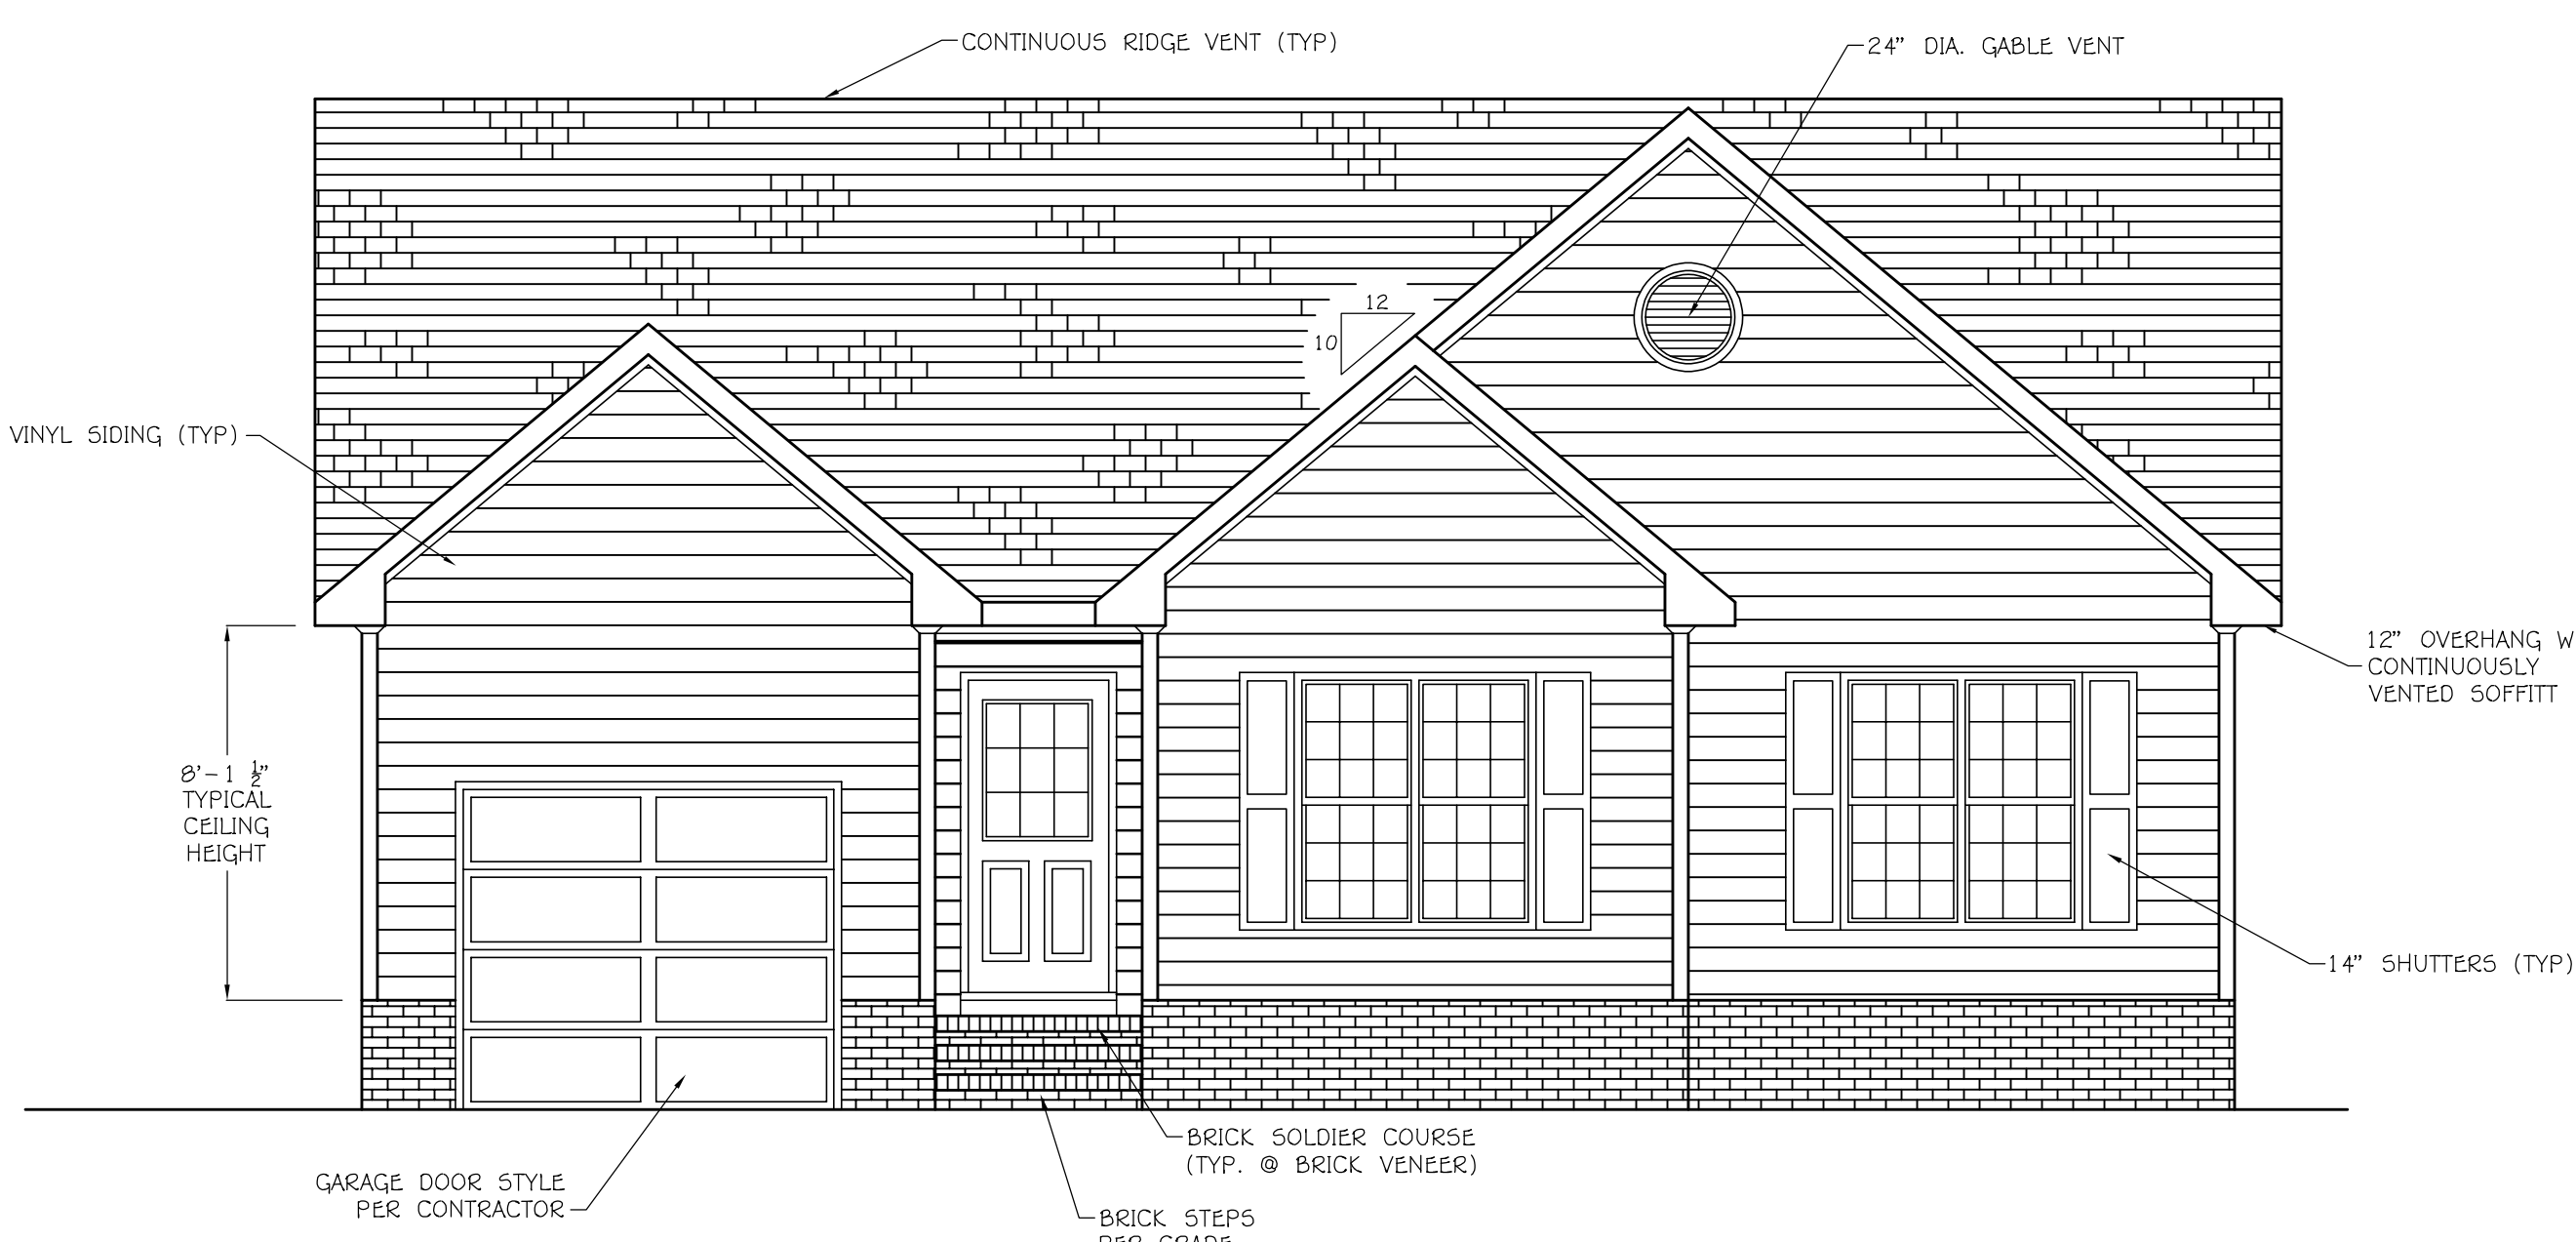 CONTINUOUS RIDGE VENT (TYP)
24” DIA. GABLE VENT
12
10
VINYL SIDING (TYP)
12” OVERHANG W
CONTINUOUSLY
VENTED SOFFITT
8’-1 ½”
TYPICAL
CEILING
HEIGHT
14” SHUTTERS (TYP)
BRICK SOLDIER COURSE
(TYP. @ BRICK VENEER)
GARAGE DOOR STYLE
PER CONTRACTOR
BRICK STEPS
PER GRADE